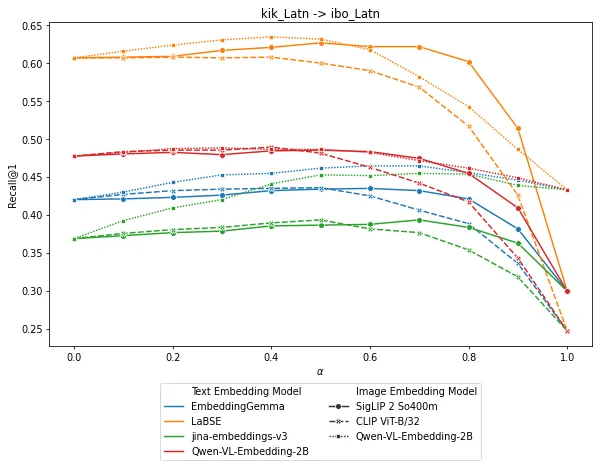 kik_Latn -> ibo_Latn
0.65
0.60
0.55
0.50
0.45
0.40
0.35
0.30
0.25
Recall@1
0.0 0.2 0.4 0.6 0.8 1.0
α
Text Embedding Model Image Embedding Model
EmbeddingGemma SigLIP 2 So400m
LaBSE CLIP ViT-B/32
jina-embeddings-v3 Qwen-VL-Embedding-2B
Qwen-VL-Embedding-2B